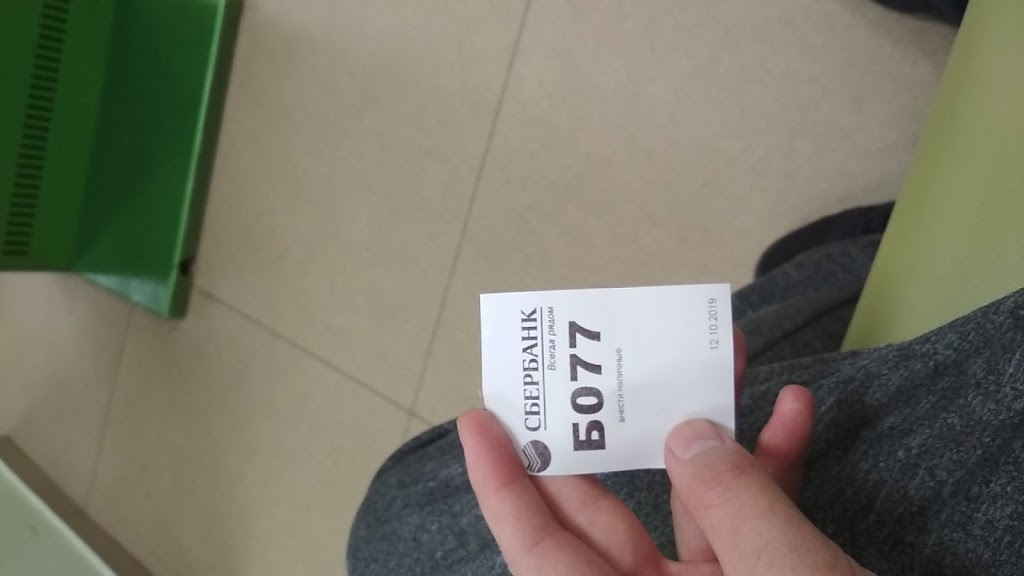 СБЕРБАНК
Всегда рядом
Б077
внести наличные
12.10.2019